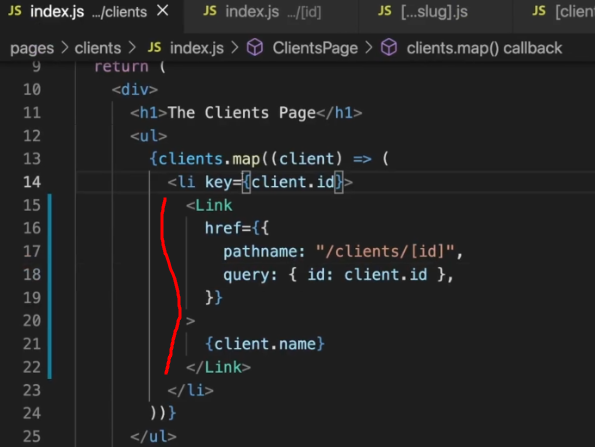 JS index.js .../clients × JS index.js .../[id] JS [...slug].js JS [client
pages > clients > JS index.js > ClientsPage > clients.map() callback
9 return (
10 <div>
11 <h1>The Clients Page</h1>
12 <ul>
13 {clients.map((client) => (
14 <li key={client.id}>
15 <Link
16 href={{
17 pathname: "/clients/[id]",
18 query: { id: client.id },
19 }}
20 >
21 {client.name}
22 </Link>
23 </li>
24 ))}
25 </ul>